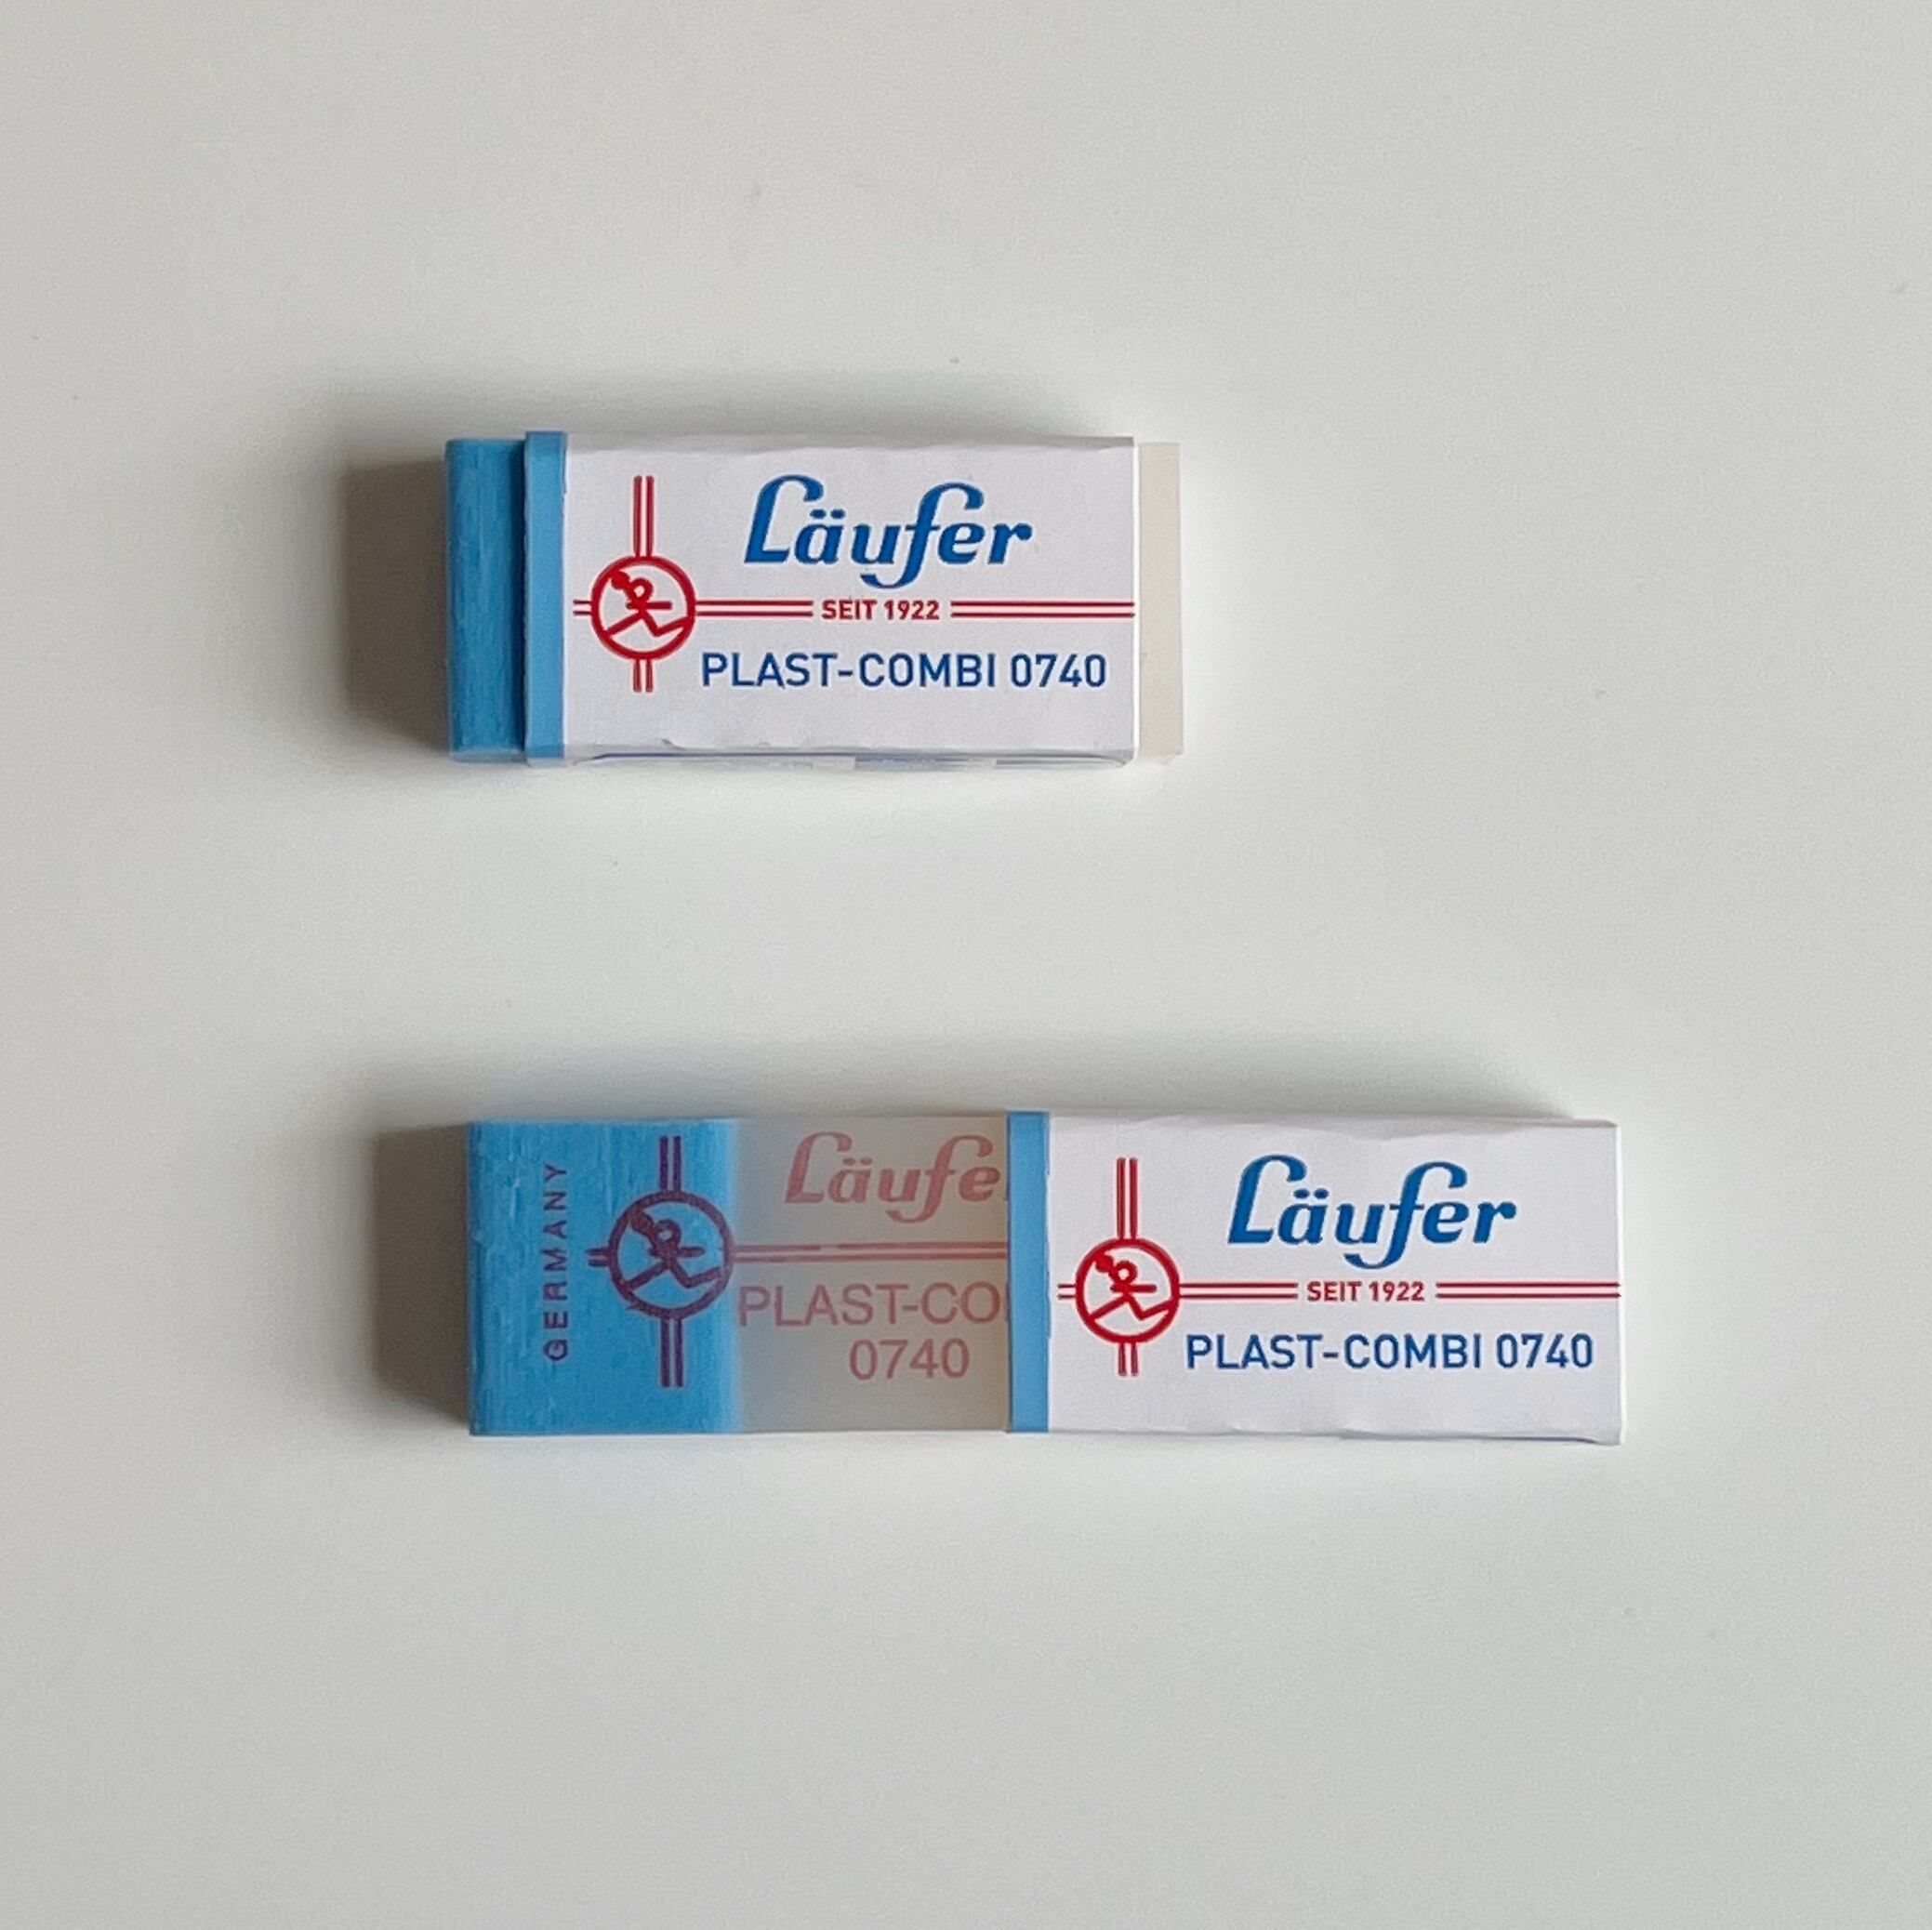 Läufer
SEIT 1922
PLAST-COMBI 0740
GERMANY
Läufe
PLAST-CO
0740
Läufer
SEIT 1922
PLAST-COMBI 0740